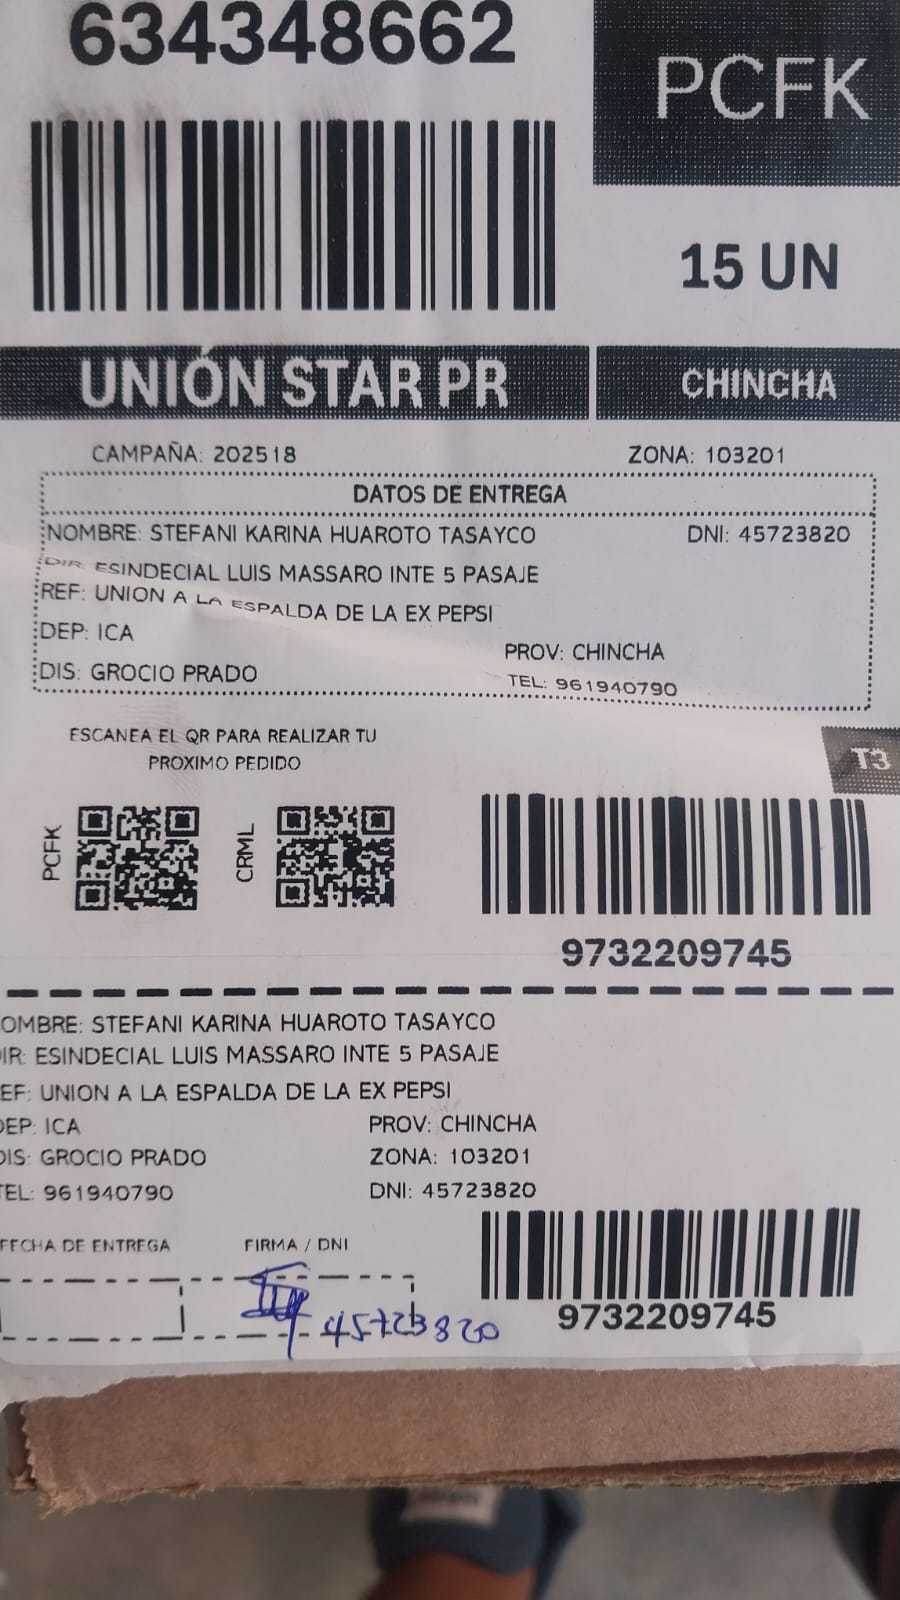 634348662
PCFK
15 UN
UNIÓN STAR PR
CHINCHA
CAMPAÑA: 202518
ZONA: 103201
DATOS DE ENTREGA
NOMBRE: STEFANI KARINA HUAROTO TASAYCO
DNI: 45723820
DIR: ESINDECIAL LUIS MASSARO INTE 5 PASAJE
REF: UNION A LA ESPALDA DE LA EX PEPSI
DEP: ICA
PROV: CHINCHA
DIS: GROCIO PRADO
TEL: 961940790
ESCANEA EL QR PARA REALIZAR TU
PROXIMO PEDIDO
T3
PCFK
CRML
9732209745
OMBRE: STEFANI KARINA HUAROTO TASAYCO
DIR: ESINDECIAL LUIS MASSARO INTE 5 PASAJE
EF: UNION A LA ESPALDA DE LA EX PEPSI
DEP: ICA
PROV: CHINCHA
DIS: GROCIO PRADO
ZONA: 103201
TEL: 961940790
DNI: 45723820
FECHA DE ENTREGA
FIRMA / DNI
45723820
9732209745